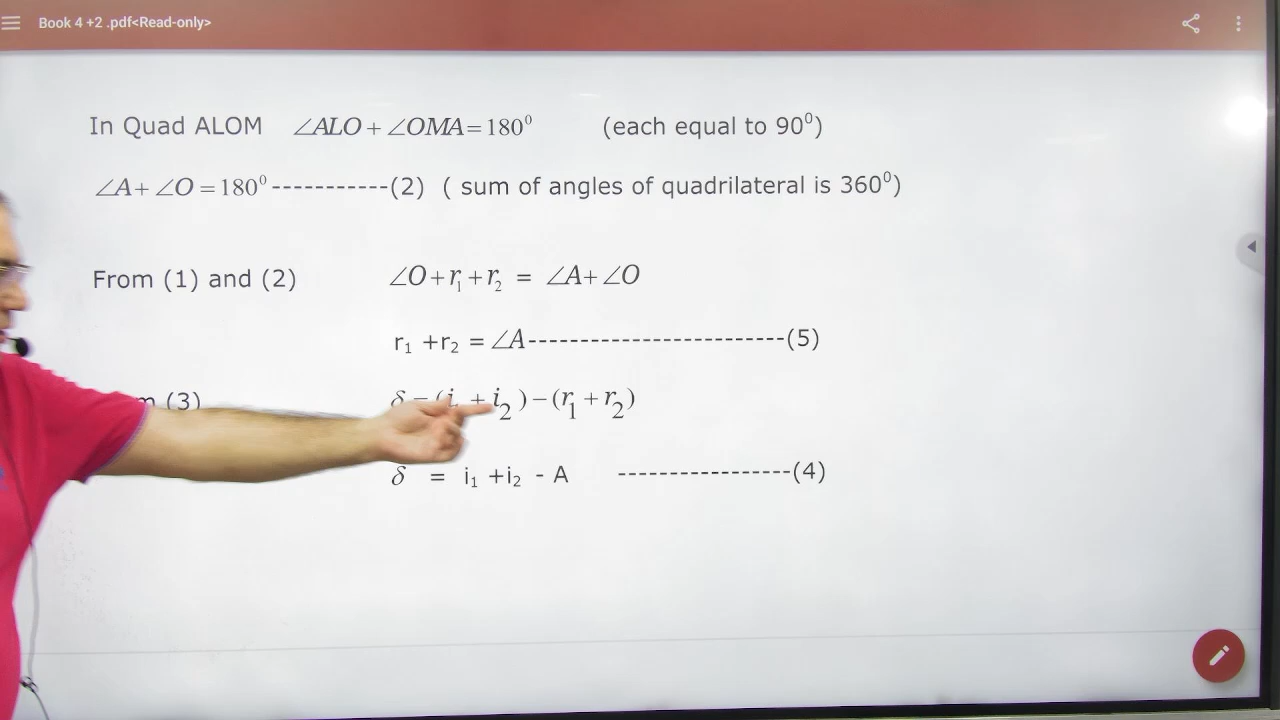 Book 4 +2 .pdf<Read-only>
In Quad ALOM ∠ALO + ∠OMA = 180⁰ (each equal to 90⁰)
∠A + ∠O = 180⁰ -----------(2) ( sum of angles of quadrilateral is 360⁰)
From (1) and (2) ∠O + r₁ + r₂ = ∠A + ∠O
r₁ +r₂ = ∠A------------------------(5)
(3) δ = (i + i₂) − (r₁ + r₂)
δ = i₁ +i₂ - A -----------------(4)